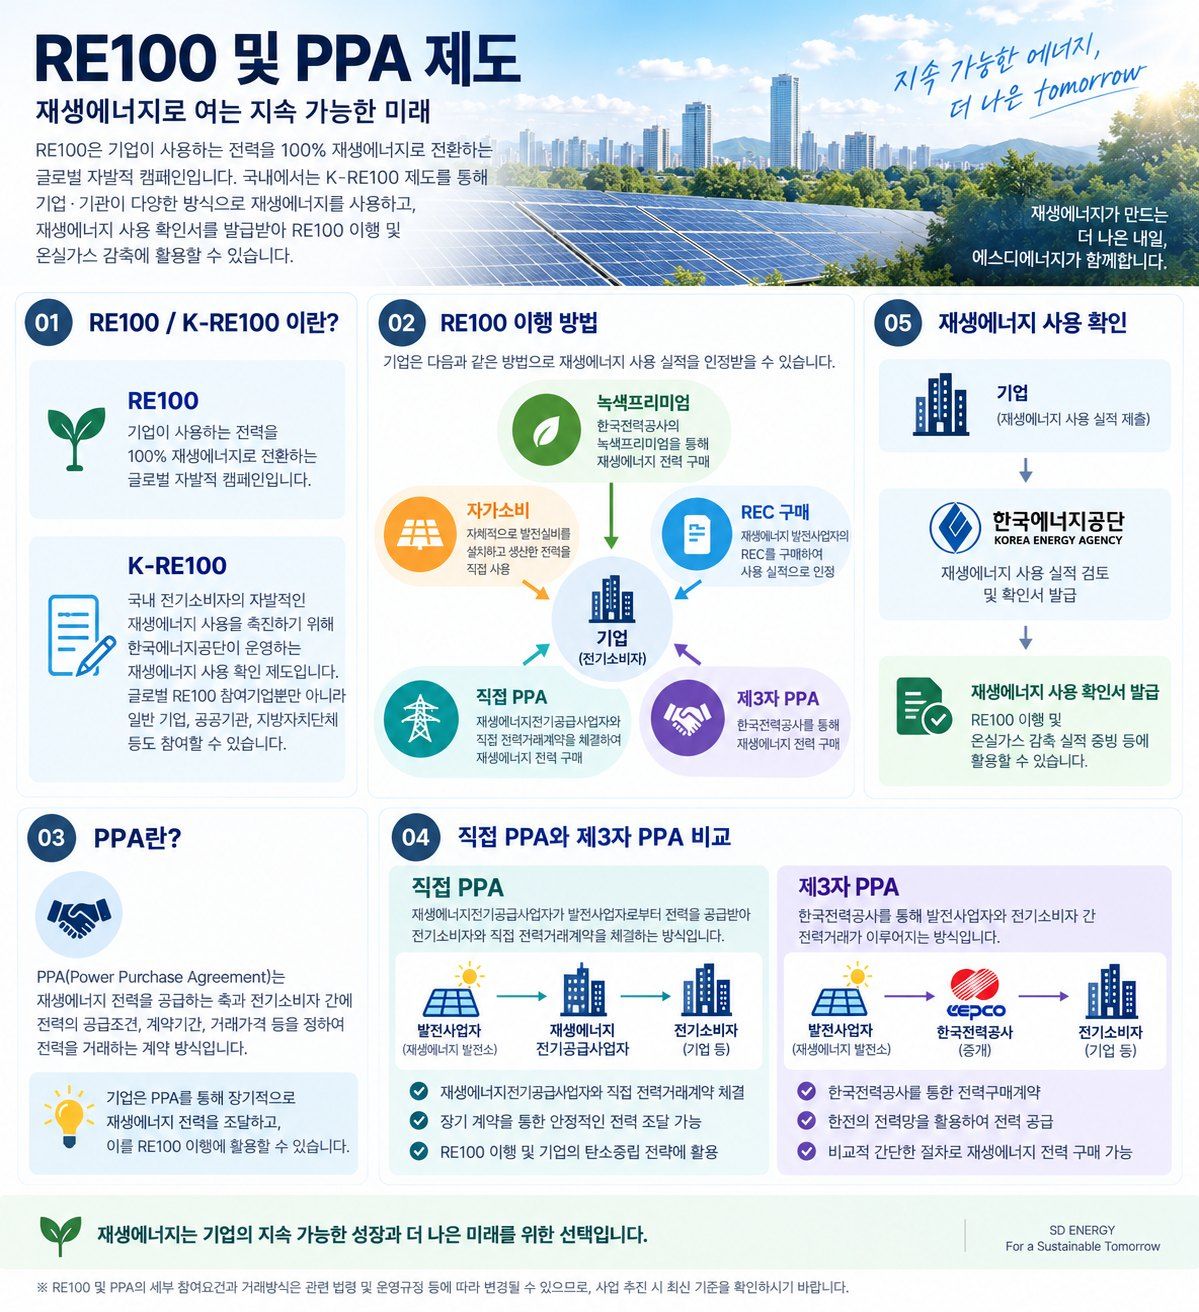 RE100 및 PPA 제도
재생에너지로 여는 지속 가능한 미래
RE100은 기업이 사용하는 전력을 100% 재생에너지로 전환하는
글로벌 자발적 캠페인입니다. 국내에서는 K-RE100 제도를 통해
기업·기관이 다양한 방식으로 재생에너지를 사용하고,
재생에너지 사용 확인서를 발급받아 RE100 이행 및
온실가스 감축에 활용할 수 있습니다.
지속 가능한 에너지,
더 나은 tomorrow
재생에너지가 만드는
더 나은 내일,
에스디에너지가 함께합니다.
01
RE100 / K-RE100 이란?
RE100
기업이 사용하는 전력을
100% 재생에너지로 전환하는
글로벌 자발적 캠페인입니다.
K-RE100
국내 전기소비자의 자발적인
재생에너지 사용을 촉진하기 위해
한국에너지공단이 운영하는
재생에너지 사용 확인 제도입니다.
글로벌 RE100 참여기업뿐만 아니라
일반 기업, 공공기관, 지방자치단체
등도 참여할 수 있습니다.
02
RE100 이행 방법
기업은 다음과 같은 방법으로 재생에너지 사용 실적을 인정받을 수 있습니다.
녹색프리미엄
한국전력공사의
녹색프리미엄을 통해
재생에너지 전력 구매
자가소비
자체적으로 발전실비를
설치하고 생산한 전력을
직접 사용
REC 구매
재생에너지 발전사업자의
REC를 구매하여
사용 실적으로 인정
기업
(전기소비자)
직접 PPA
재생에너지전기공급사업자와
직접 전력거래계약을 체결하여
재생에너지 전력 구매
제3자 PPA
한국전력공사를 통해
재생에너지 전력 구매
05
재생에너지 사용 확인
기업
(재생에너지 사용 실적 제출)
한국에너지공단
KOREA ENERGY AGENCY
재생에너지 사용 실적 검토
및 확인서 발급
재생에너지 사용 확인서 발급
RE100 이행 및
온실가스 감축 실적 증빙 등에
활용할 수 있습니다.
03
PPA란?
PPA(Power Purchase Agreement)는
재생에너지 전력을 공급하는 측과 전기소비자 간에
전력의 공급조건, 계약기간, 거래가격 등을 정하여
전력을 거래하는 계약 방식입니다.
기업은 PPA를 통해 장기적으로
재생에너지 전력을 조달하고,
이를 RE100 이행에 활용할 수 있습니다.
04
직접 PPA와 제3자 PPA 비교
직접 PPA
재생에너지전기공급사업자가 발전사업자로부터 전력을 공급받아
전기소비자와 직접 전력거래계약을 체결하는 방식입니다.
발전사업자
(재생에너지 발전소)
재생에너지
전기공급사업자
전기소비자
(기업 등)
재생에너지전기공급사업자와 직접 전력거래계약 체결
장기 계약을 통한 안정적인 전력 조달 가능
RE100 이행 및 기업의 탄소중립 전략에 활용
제3자 PPA
한국전력공사를 통해 발전사업자와 전기소비자 간
전력거래가 이루어지는 방식입니다.
발전사업자
(재생에너지 발전소)
KEPCO
한국전력공사
(중개)
전기소비자
(기업 등)
한국전력공사를 통한 전력구매계약
한전의 전력망을 활용하여 전력 공급
비교적 간단한 절차로 재생에너지 전력 구매 가능
재생에너지는 기업의 지속 가능한 성장과 더 나은 미래를 위한 선택입니다.
SD ENERGY
For a Sustainable Tomorrow
※ RE100 및 PPA의 세부 참여요건과 거래방식은 관련 법령 및 운영규정 등에 따라 변경될 수 있으므로, 사업 추진 시 최신 기준을 확인하시기 바랍니다.